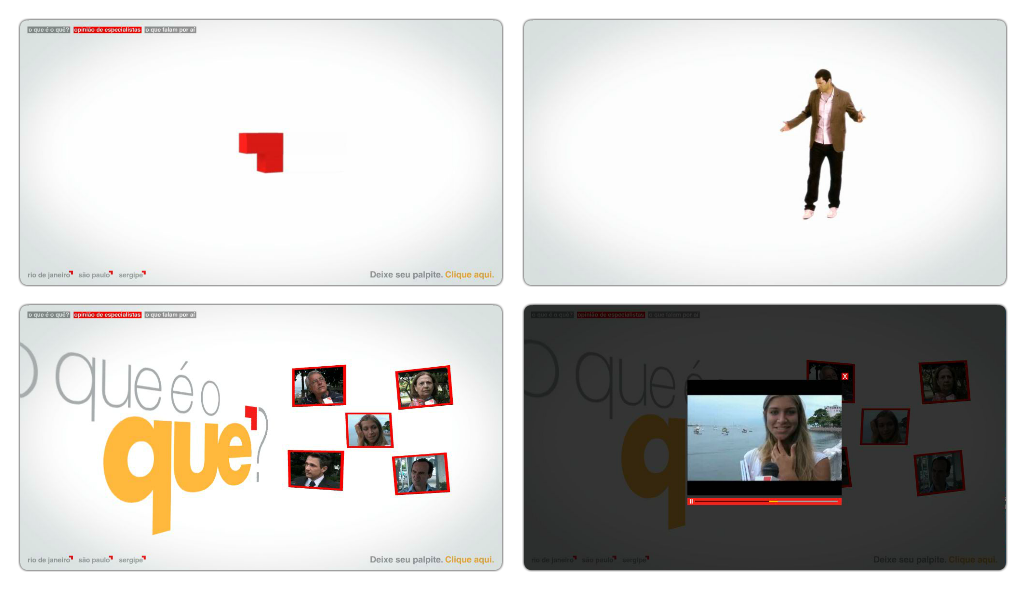 o que é o quê? opinião de especialistas o que falam por aí
rio de janeiro são paulo sergipe
Deixe seu palpite. Clique aqui.
o que é o quê? opinião de especialistas o que falam por aí
O que é o
que?
rio de janeiro são paulo sergipe
Deixe seu palpite. Clique aqui.
o que é o quê? opinião de especialistas o que falam por aí
O que é
que
X
rio de janeiro são paulo sergipe
Deixe seu palpite. Clique aqui.